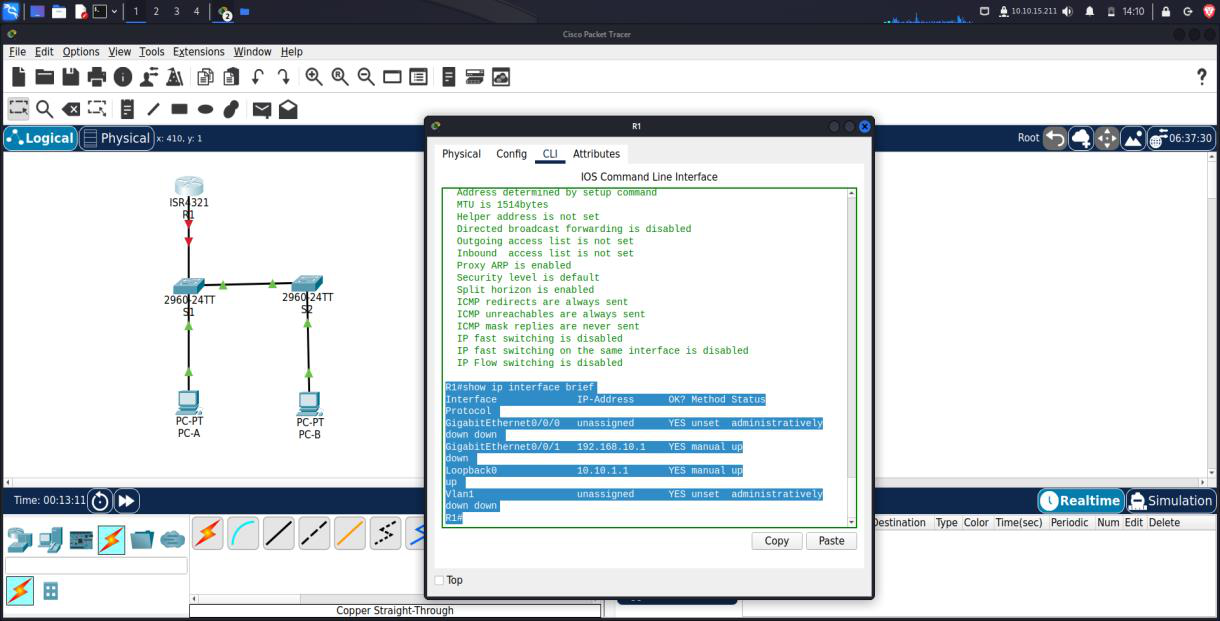 1 2 3 4
2
10.10.15.211
14:10
Cisco Packet Tracer
File Edit Options View Tools Extensions Window Help
?
Logical
Physical
x: 410, y: 1
Root
06:37:30
ISR4321
R1
2960-24TT
S1
2960-24TT
S2
PC-PT
PC-A
PC-PT
PC-B
R1
Physical Config CLI Attributes
IOS Command Line Interface
Address determined by setup command
MTU is 1514bytes
Helper address is not set
Directed broadcast forwarding is disabled
Outgoing access list is not set
Inbound access list is not set
Proxy ARP is enabled
Security level is default
Split horizon is enabled
ICMP redirects are always sent
ICMP unreachables are always sent
ICMP mask replies are never sent
IP fast switching is disabled
IP fast switching on the same interface is disabled
IP Flow switching is disabled
R1#show ip interface brief
Interface IP-Address OK? Method Status
Protocol
GigabitEthernet0/0/0 unassigned YES unset administratively
down down
GigabitEthernet0/0/1 192.168.10.1 YES manual up
down
Loopback0 10.10.1.1 YES manual up
up
Vlan1 unassigned YES unset administratively
down down
R1#
Copy Paste
Top
Time: 00:13:11
Realtime
Simulation
Destination Type Color Time(sec) Periodic Num Edit Delete
Copper Straight-Through